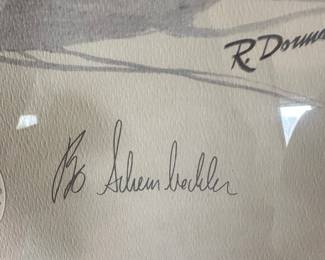 R. Dorm
Bo Schembechler